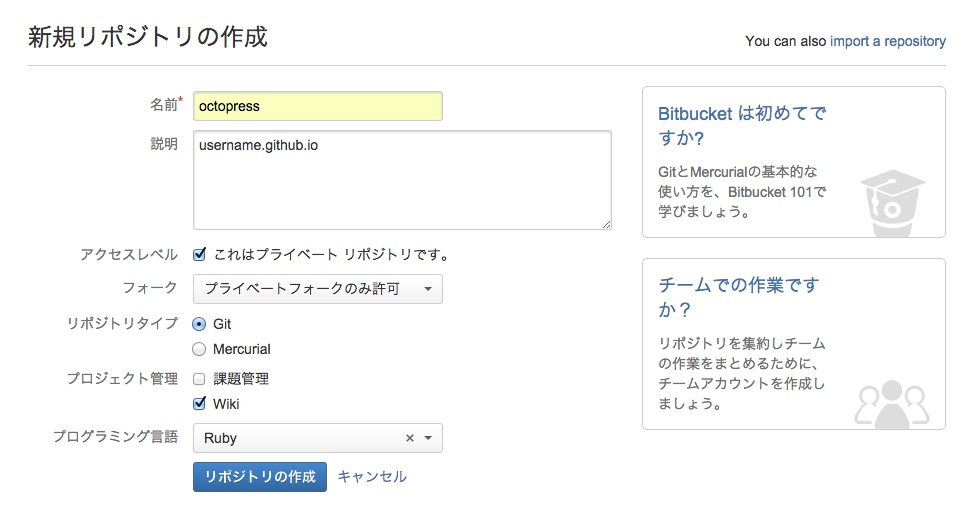 新規リポジトリの作成
You can also import a repository
名前*
octopress
説明
username.github.io
アクセスレベル
これはプライベート リポジトリです。
フォーク
プライベートフォークのみ許可
リポジトリタイプ
Git
Mercurial
プロジェクト管理
課題管理
Wiki
プログラミング言語
Ruby
リポジトリの作成 キャンセル
Bitbucket は初めてで
すか?
GitとMercurialの基本的な
使い方を、Bitbucket 101で
学びましょう。
チームでの作業です
か？
リポジトリを集約しチーム
の作業をまとめるために、
チームアカウントを作成し
ましょう。